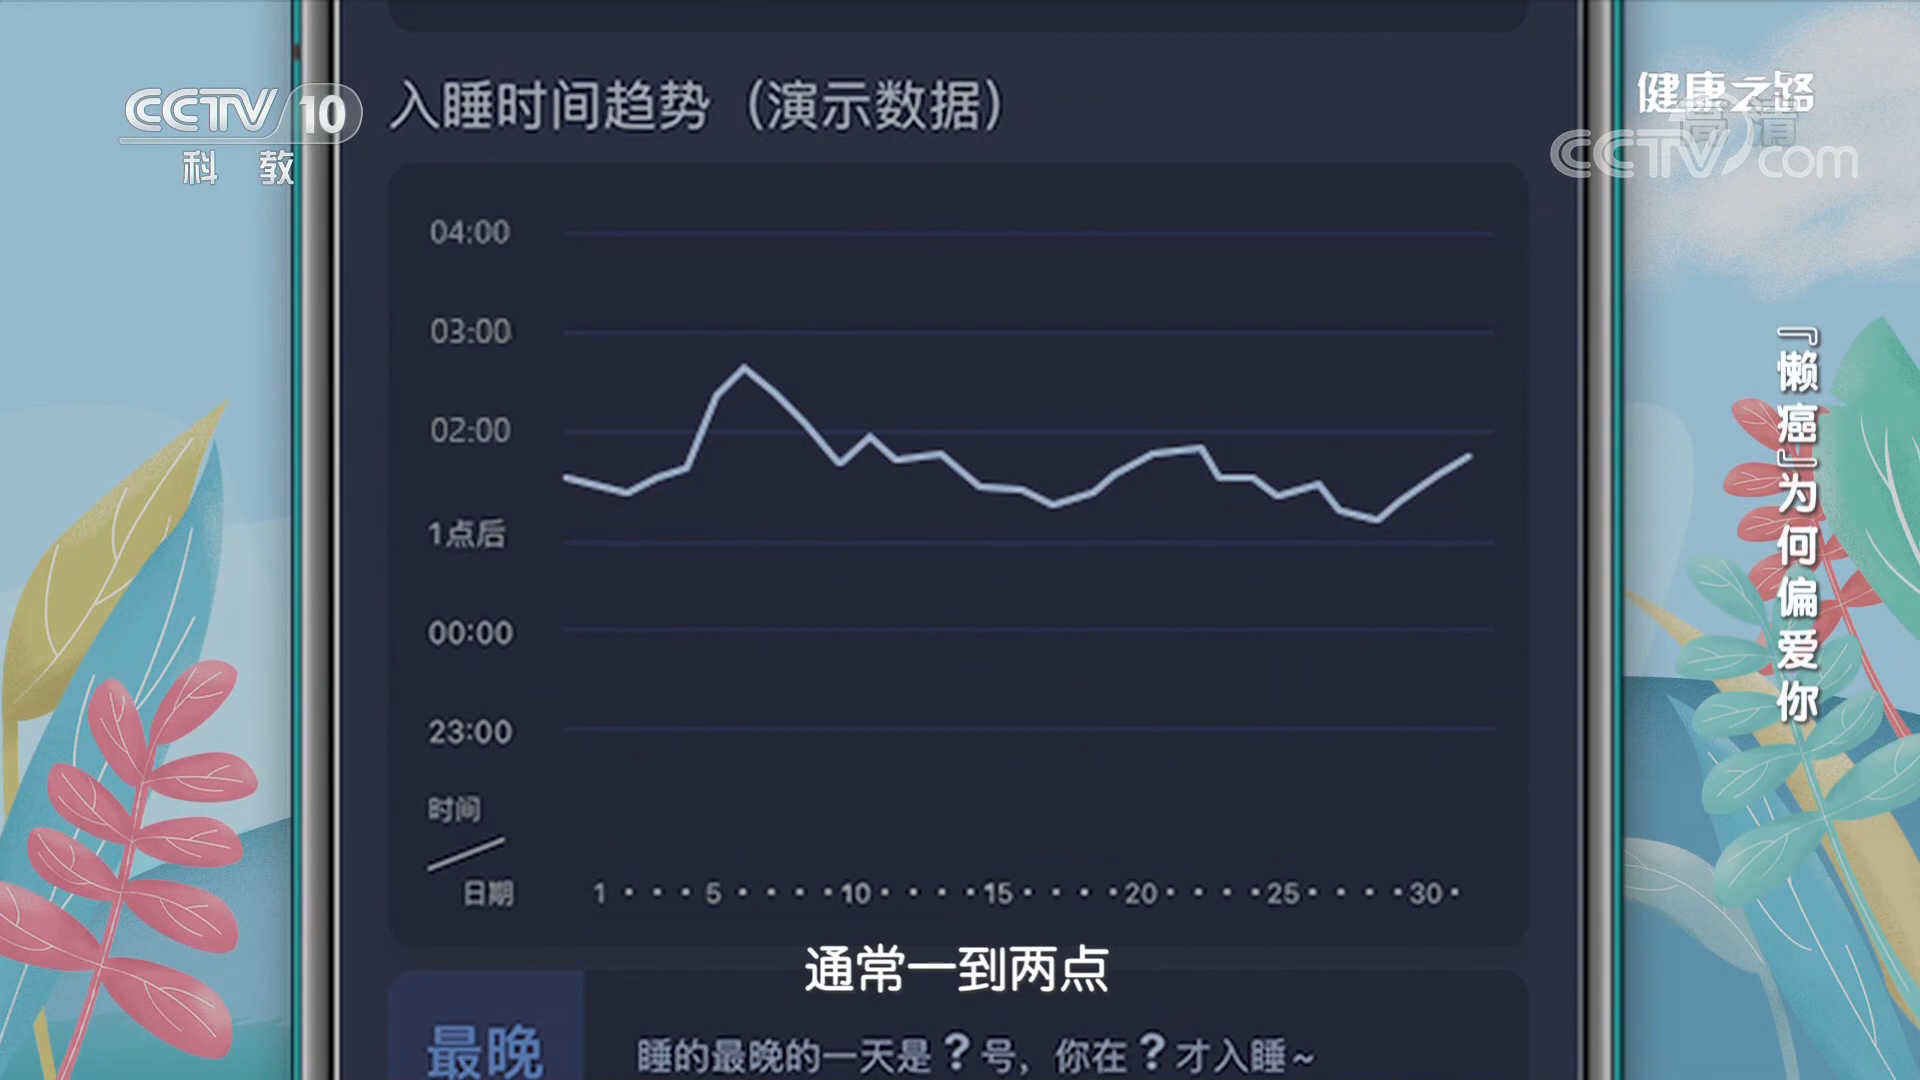 CCTV 10
科 教
健康之路
高清
CCTV.com
入睡时间趋势（演示数据）
04:00
03:00
02:00
1点后
00:00
23:00
时间
日期
1 · · · 5 · · · · 10 · · · · 15 · · · · 20 · · · · 25 · · · · 30 ·
『懒癌』为何偏爱你
通常一到两点
最晚
睡的最晚的一天是？号，你在？才入睡~